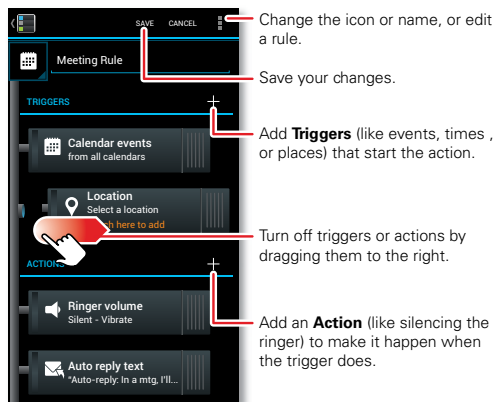 SAVE CANCEL
Meeting Rule
TRIGGERS
Calendar events
from all calendars
Location
Select a location
here to add
ACTIONS
Ringer volume
Silent - Vibrate
Auto reply text
"Auto-reply: In a mtg, I'll...
Change the icon or name, or edit
a rule.
Save your changes.
Add Triggers (like events, times ,
or places) that start the action.
Turn off triggers or actions by
dragging them to the right.
Add an Action (like silencing the
ringer) to make it happen when
the trigger does.